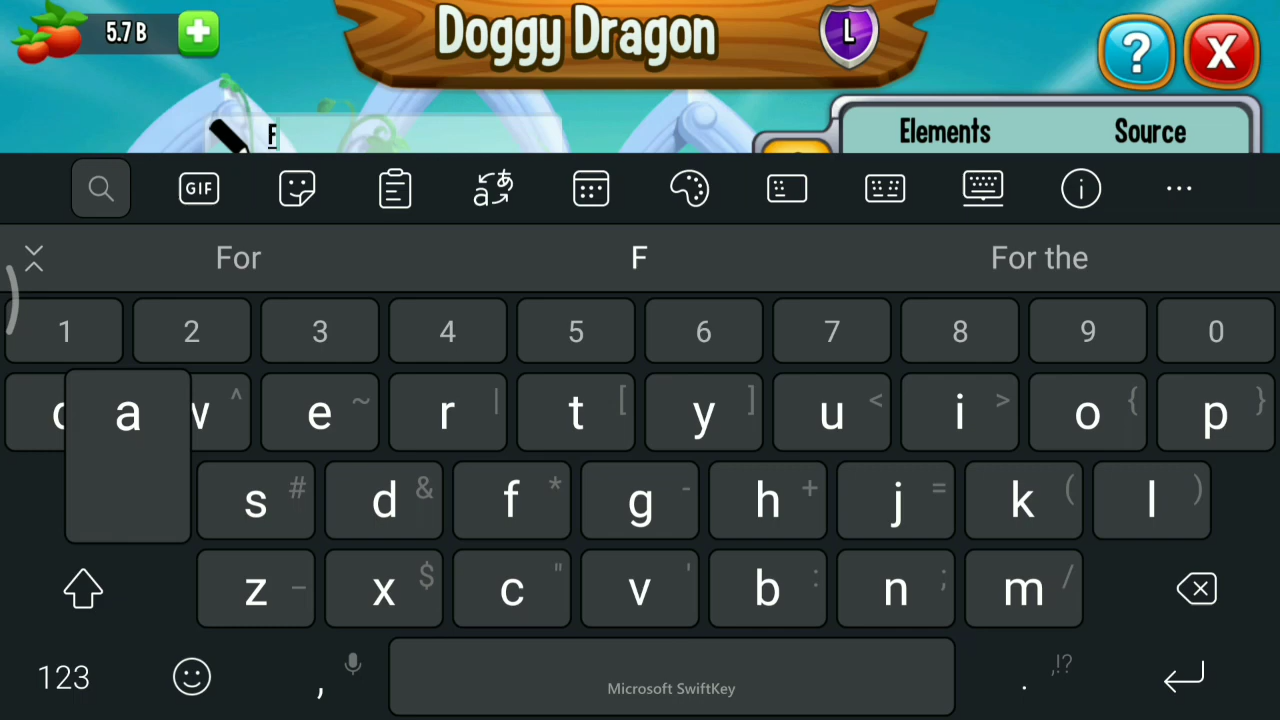 5.7 B
Doggy Dragon
L
?
X
F
Elements Source
GIF
a あ
For F For the
1 2 3 4 5 6 7 8 9 0
a w ^ e ~ r | t [ y ] u < i > o { p }
s # d & f * g - h + j = k ( l )
z _ x $ c " v ' b : n ; m /
123 , Microsoft SwiftKey . ,!?